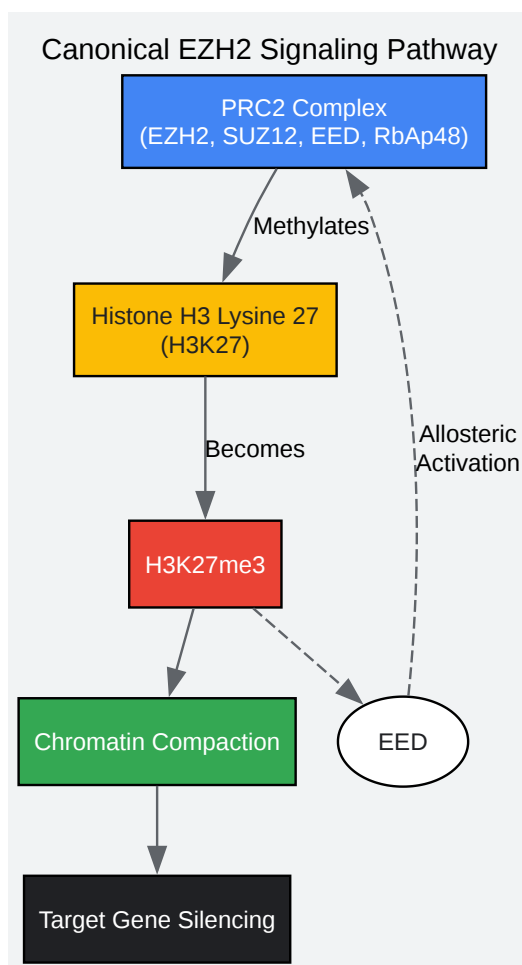 Canonical EZH2 Signaling Pathway
PRC2 Complex
(EZH2, SUZ12, EED, RbAp48)
Methylates
Histone H3 Lysine 27
(H3K27)
Becomes
Allosteric
Activation
H3K27me3
Chromatin Compaction
EED
Target Gene Silencing